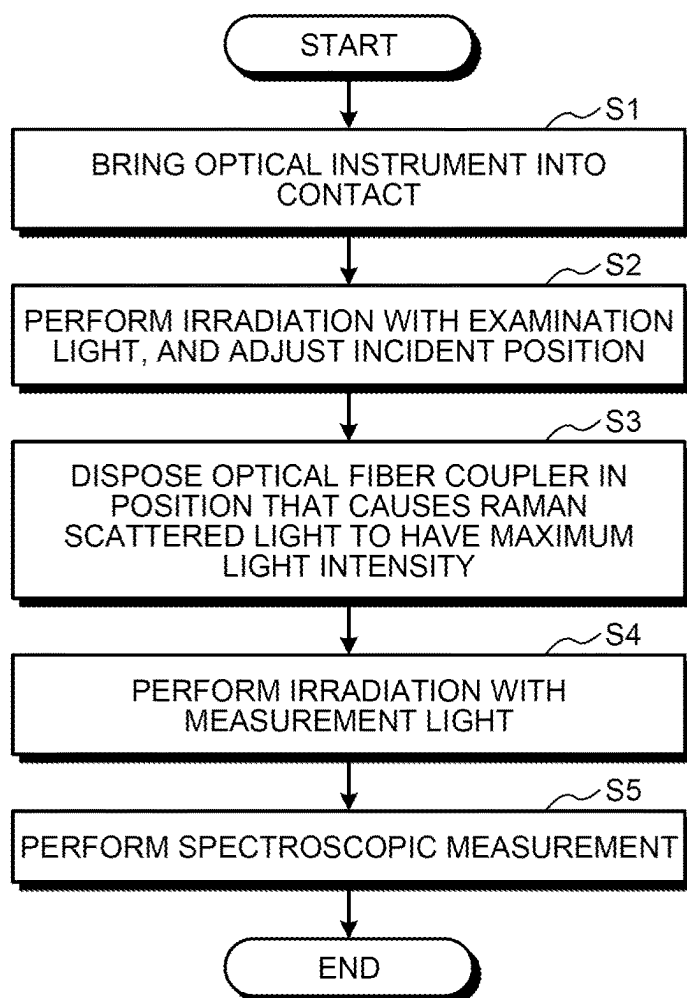 START
S1
BRING OPTICAL INSTRUMENT INTO
CONTACT
S2
PERFORM IRRADIATION WITH EXAMINATION
LIGHT, AND ADJUST INCIDENT POSITION
S3
DISPOSE OPTICAL FIBER COUPLER IN
POSITION THAT CAUSES RAMAN
SCATTERED LIGHT TO HAVE MAXIMUM
LIGHT INTENSITY
S4
PERFORM IRRADIATION WITH
MEASUREMENT LIGHT
S5
PERFORM SPECTROSCOPIC MEASUREMENT
END